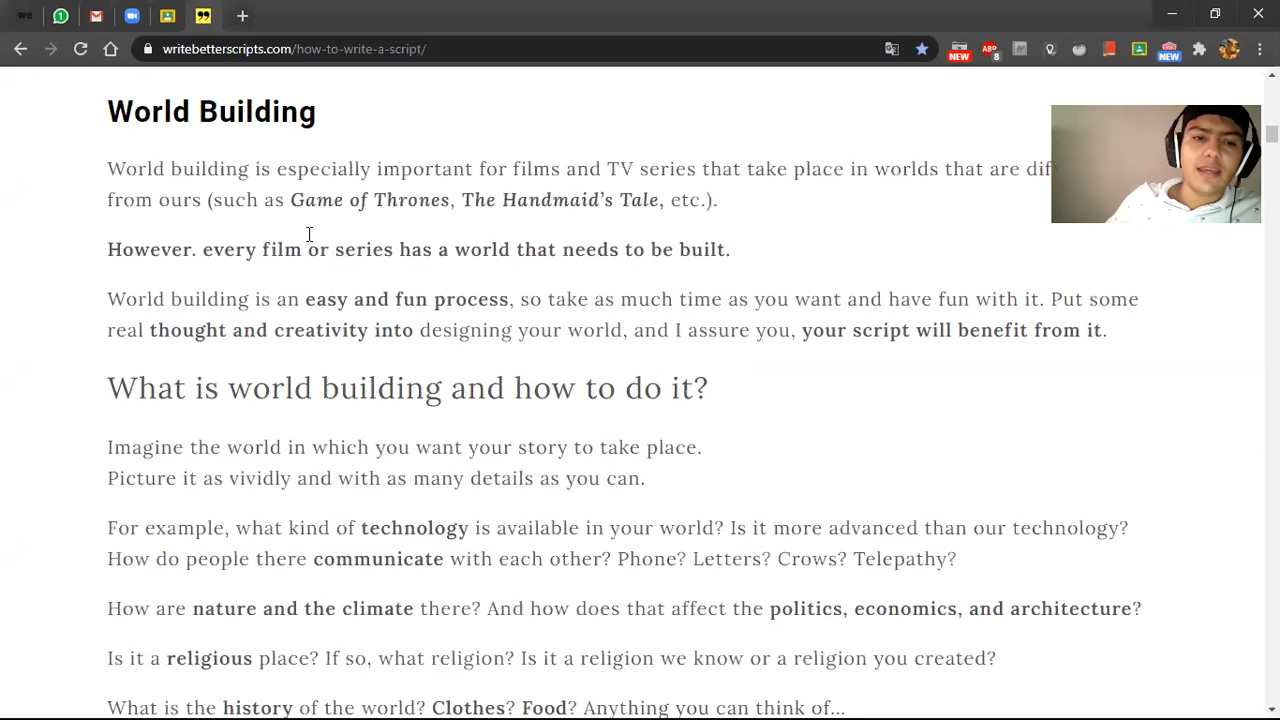 writebetterscripts.com/how-to-write-a-script/
NEW
ABP
8
NEW
World Building
World building is especially important for films and TV series that take place in worlds that are
from ours (such as Game of Thrones, The Handmaid’s Tale, etc.).
However. every film or series has a world that needs to be built.
World building is an easy and fun process, so take as much time as you want and have fun with it. Put some
real thought and creativity into designing your world, and I assure you, your script will benefit from it.
What is world building and how to do it?
Imagine the world in which you want your story to take place.
Picture it as vividly and with as many details as you can.
For example, what kind of technology is available in your world? Is it more advanced than our technology?
How do people there communicate with each other? Phone? Letters? Crows? Telepathy?
How are nature and the climate there? And how does that affect the politics, economics, and architecture?
Is it a religious place? If so, what religion? Is it a religion we know or a religion you created?
What is the history of the world? Clothes? Food? Anything you can think of...